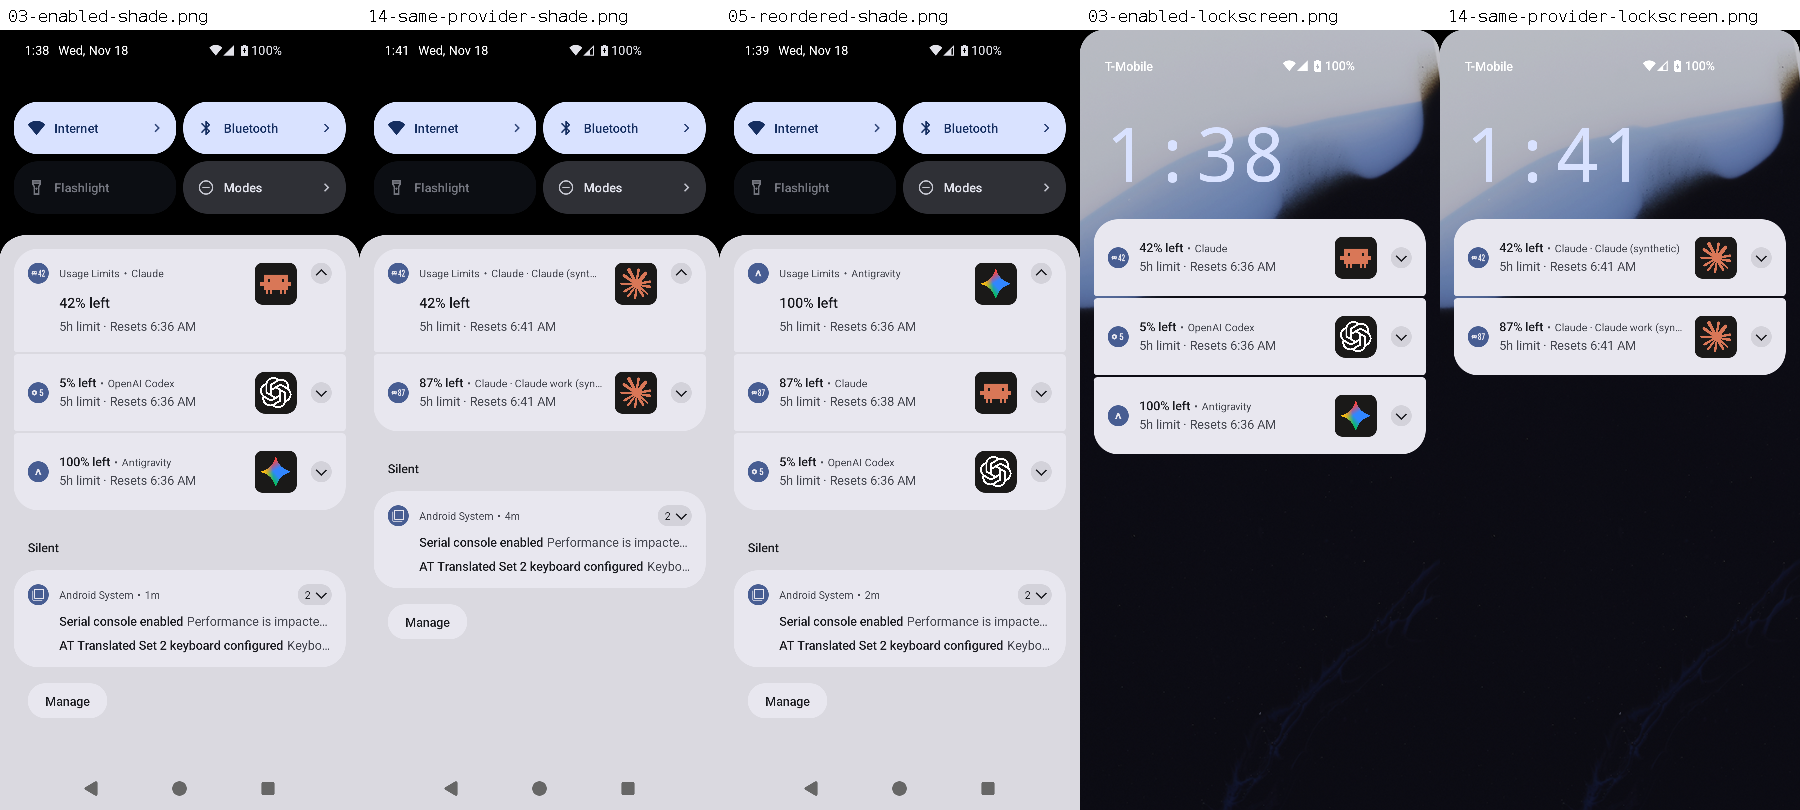 03-enabled-shade.png
1:38 Wed, Nov 18
100%
Internet
Bluetooth
Flashlight
Modes
∞42
Usage Limits • Claude
42% left
5h limit · Resets 6:36 AM
5
5% left • OpenAI Codex
5h limit · Resets 6:36 AM
100% left • Antigravity
5h limit · Resets 6:36 AM
Silent
Android System • 1m
2
Serial console enabled Performance is impacte...
AT Translated Set 2 keyboard configured Keybo...
Manage
14-same-provider-shade.png
1:41 Wed, Nov 18
100%
Internet
Bluetooth
Flashlight
Modes
∞42
Usage Limits • Claude · Claude (synt...
42% left
5h limit · Resets 6:41 AM
∞87
87% left • Claude · Claude work (syn...
5h limit · Resets 6:41 AM
Silent
Android System • 4m
2
Serial console enabled Performance is impacte...
AT Translated Set 2 keyboard configured Keybo...
Manage
05-reordered-shade.png
1:39 Wed, Nov 18
100%
Internet
Bluetooth
Flashlight
Modes
Usage Limits • Antigravity
100% left
5h limit · Resets 6:36 AM
∞87
87% left • Claude
5h limit · Resets 6:38 AM
5
5% left • OpenAI Codex
5h limit · Resets 6:36 AM
Silent
Android System • 2m
2
Serial console enabled Performance is impacte...
AT Translated Set 2 keyboard configured Keybo...
Manage
03-enabled-lockscreen.png
T-Mobile
100%
1:38
∞42
42% left • Claude
5h limit · Resets 6:36 AM
5
5% left • OpenAI Codex
5h limit · Resets 6:36 AM
100% left • Antigravity
5h limit · Resets 6:36 AM
14-same-provider-lockscreen.png
T-Mobile
100%
1:41
∞42
42% left • Claude · Claude (synthetic)
5h limit · Resets 6:41 AM
∞87
87% left • Claude · Claude work (syn...
5h limit · Resets 6:41 AM